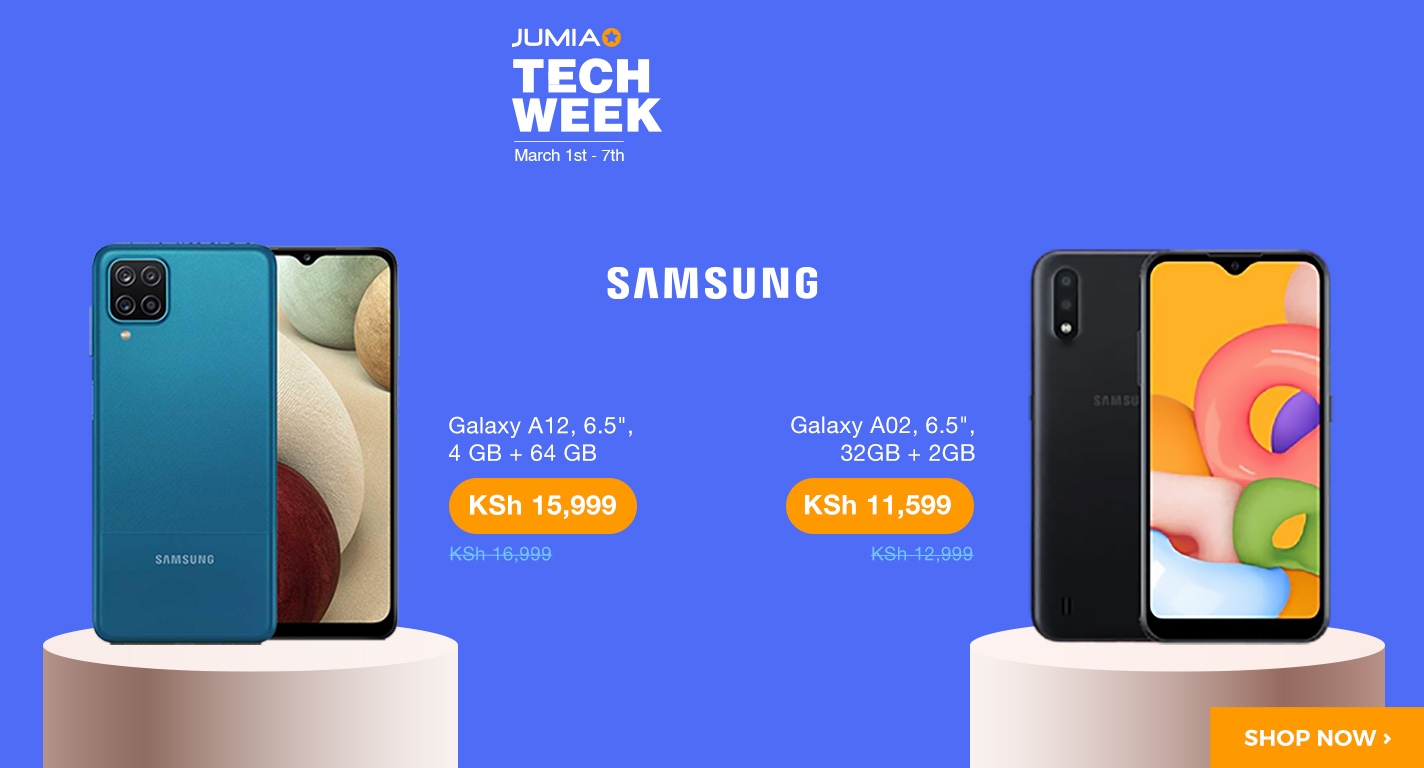 JUMIA
TECH
WEEK
March 1st - 7th
SAMSUNG
Galaxy A12, 6.5",
4 GB + 64 GB
KSh 15,999
KSh 16,999
Galaxy A02, 6.5",
32GB + 2GB
KSh 11,599
KSh 12,999
SAMSUNG
SAMSU
SHOP NOW ›